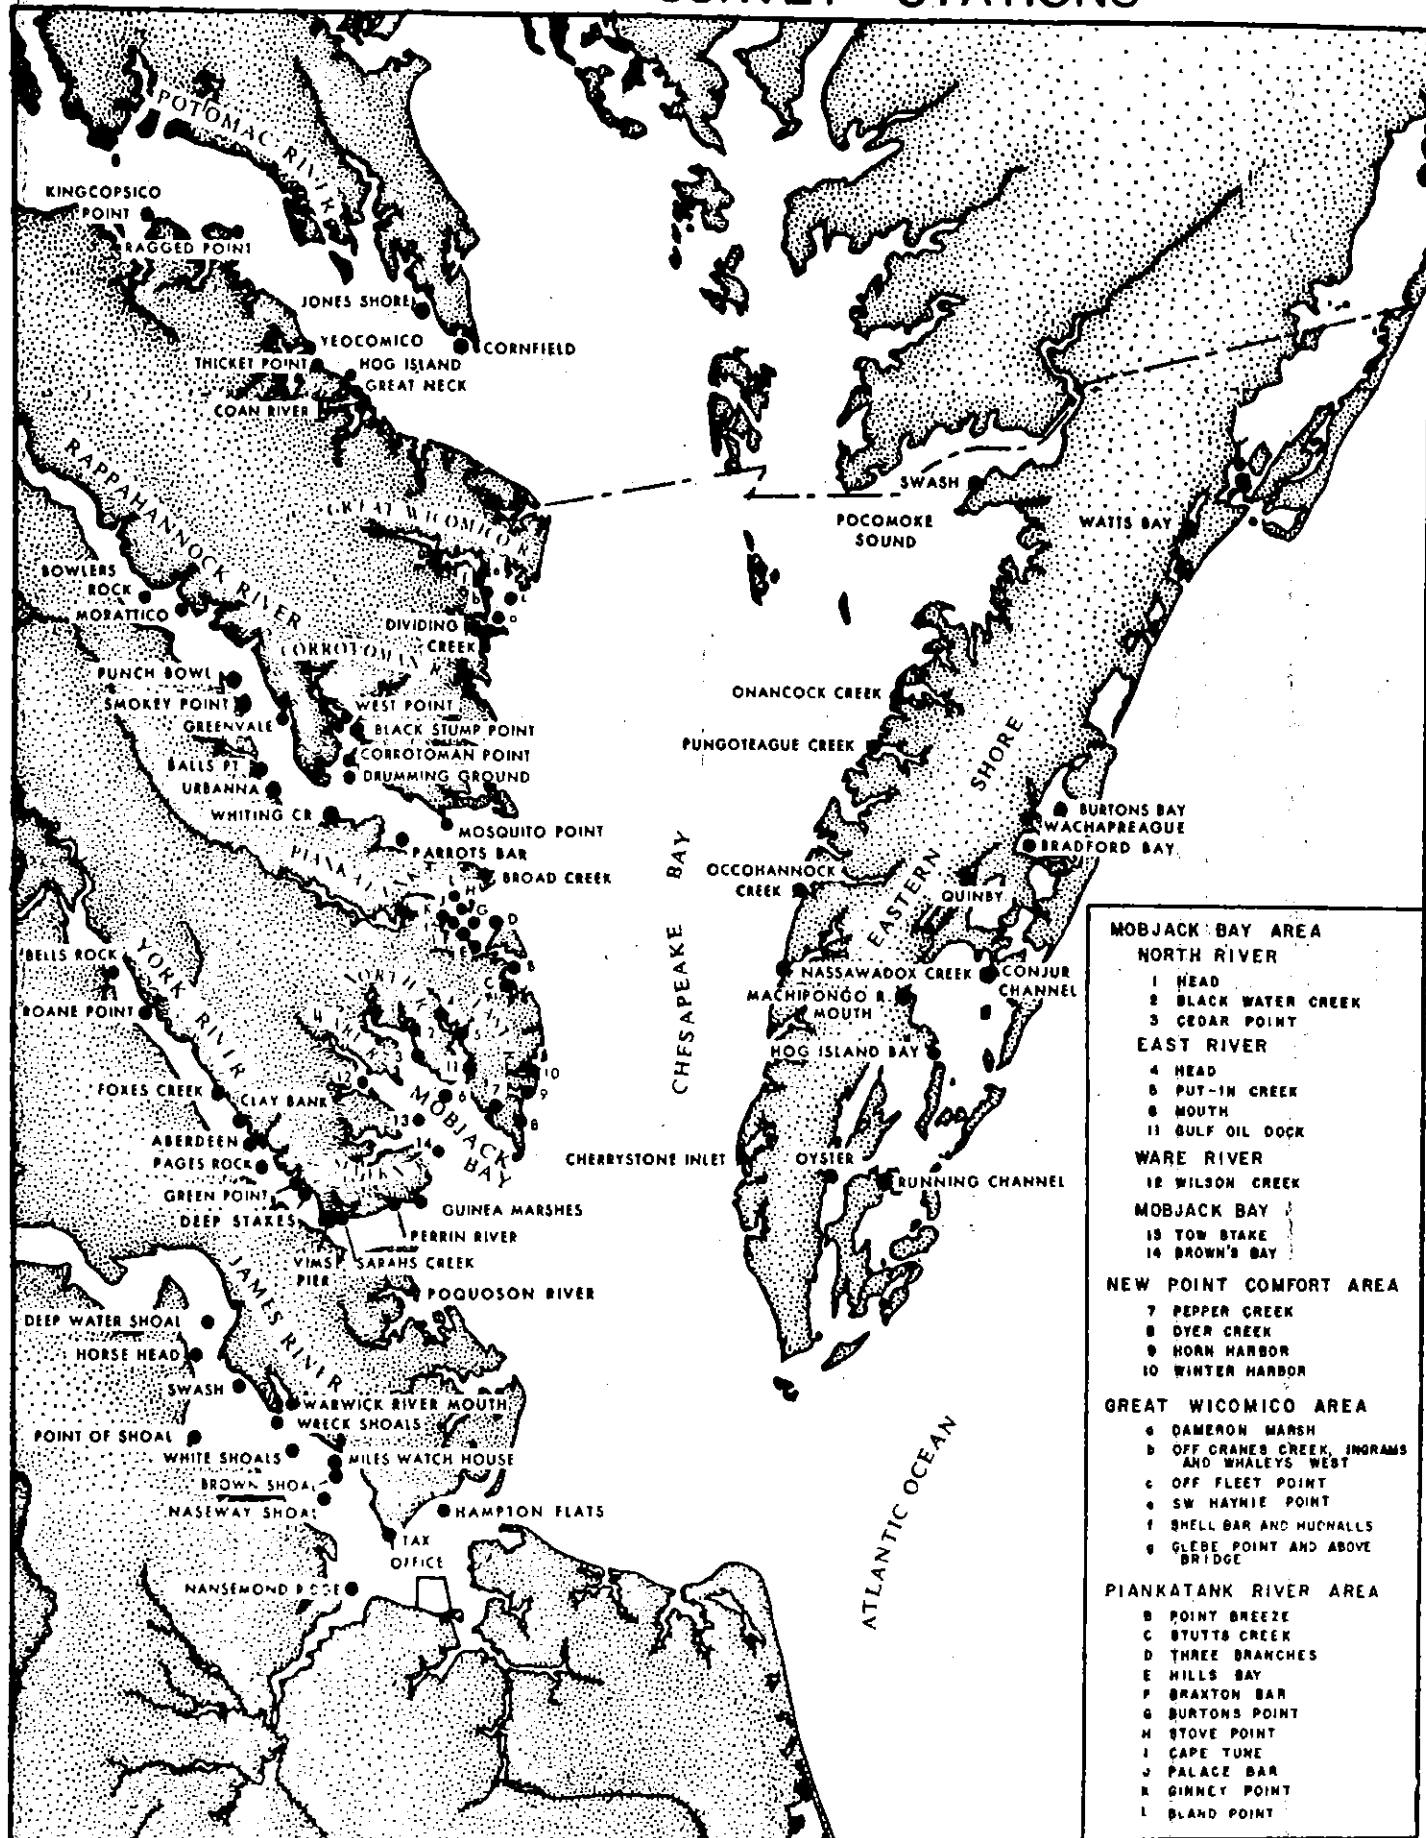 SURVEY STATIONS
POTOMAC RIVER
KINGCOPSICO
POINT
RAGGED POINT
JONES SHORE
YEOCOMICO
CORNFIELD
THICKET POINT
HOG ISLAND
GREAT NECK
COAN RIVER
RAPPAHANNOCK RIVER
GREAT WICOMICO R
SWASH
POCOMOKE
SOUND
WATTS BAY
BOWLERS
ROCK
MORATTICO
DIVIDING
CREEK
CORROTOMAN R
PUNCH BOWL
SMOKEY POINT
GREENVALE
WEST POINT
BLACK STUMP POINT
CORROTOMAN POINT
DRUMMING GROUND
BALLS PT
URBANNA
WHITING CR
MOSQUITO POINT
PARROTS BAR
BROAD CREEK
ONANCOCK CREEK
PUNGOTEAGUE CREEK
EASTERN SHORE
BURTONS BAY
WACHAPREAGUE
BRADFORD BAY
CHESAPEAKE BAY
OCCOHANNOCK
CREEK
QUINBY
YORK RIVER
BELLS ROCK
ROANE POINT
NASSAWADOX CREEK
CONJUR
CHANNEL
MACHIPONGO R.
MOUTH
HOG ISLAND BAY
FOXES CREEK
CLAY BANK
ABERDEEN
PAGES ROCK
GREEN POINT
DEEP STAKES
MOBJACK
BAY
CHERRYSTONE INLET
OYSTER
RUNNING CHANNEL
GUINEA MARSHES
PERRIN RIVER
VIMS
PIER
SARAHS CREEK
JAMES RIVER
POQUOSON RIVER
DEEP WATER SHOAL
HORSE HEAD
SWASH
WARWICK RIVER MOUTH
WRECK SHOALS
POINT OF SHOAL
WHITE SHOALS
MILES WATCH HOUSE
BROWN SHOAL
NASEWAY SHOAL
HAMPTON FLATS
TAX
OFFICE
ATLANTIC OCEAN
MOBJACK BAY AREA
NORTH RIVER
1 HEAD
2 BLACK WATER CREEK
3 CEDAR POINT
EAST RIVER
4 HEAD
5 PUT-IN CREEK
6 MOUTH
11 GULF OIL DOCK
WARE RIVER
12 WILSON CREEK
MOBJACK BAY
13 TOW STAKE
14 BROWN'S BAY
NEW POINT COMFORT AREA
7 PEPPER CREEK
8 DYER CREEK
9 HORN HARBOR
10 WINTER HARBOR
GREAT WICOMICO AREA
DAMERON MARSH
b OFF CRANES CREEK, INGRAMS
AND WHALEYS WEST
c OFF FLEET POINT
e SW HAYNIE POINT
f SHELL BAR AND HUDNALLS
g GLEBE POINT AND ABOVE
BRIDGE
PIANKATANK RIVER AREA
B POINT BREEZE
C STUTTS CREEK
D THREE BRANCHES
E HILLS BAY
F BRAXTON BAR
G BURTONS POINT
H STOVE POINT
I CAPE TUNE
J PALACE BAR
K GINNEY POINT
L BLAND POINT